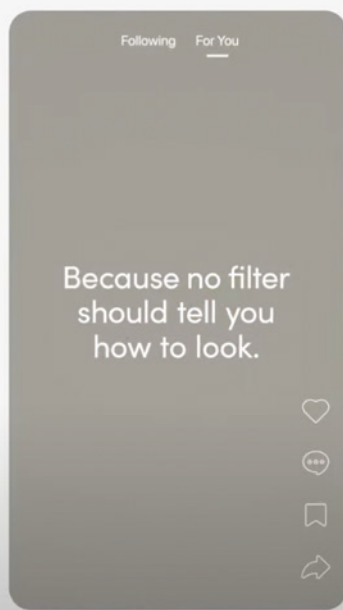 Following For You
Because no filter
should tell you
how to look.